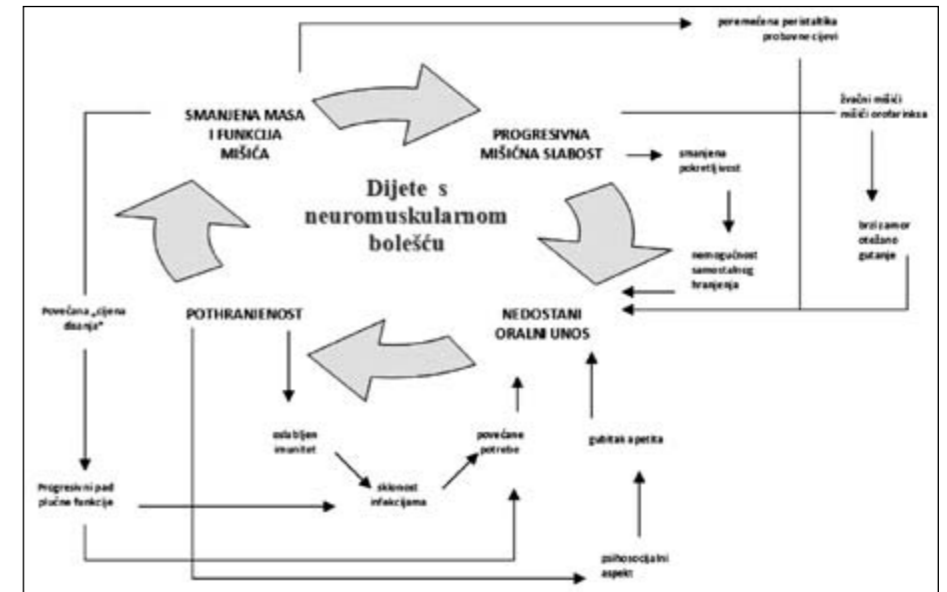 peremećena peristaltika
probavne cijevi
SMANJENA MASA
I FUNKCIJA
MIŠIĆA
žvačni mišići
mišići orofarinksa
PROGRESIVNA
MIŠIĆNA SLABOST
smanjena
pokretljivost
Dijete s
neuromuskularnom
bolešću
brzi zamor
otežano
gutanje
nemogućnost
samostalnog
hranjenja
Povećana „cijena
disanja"
POTHRANJENOST
NEDOSTANI
ORALNI UNOS
oslabljen
imunitet
povećane
potrebe
gubitak apetita
Progresivni pad
plućne funkcije
sklonost
infekcijama
psihosocijalni
aspekt